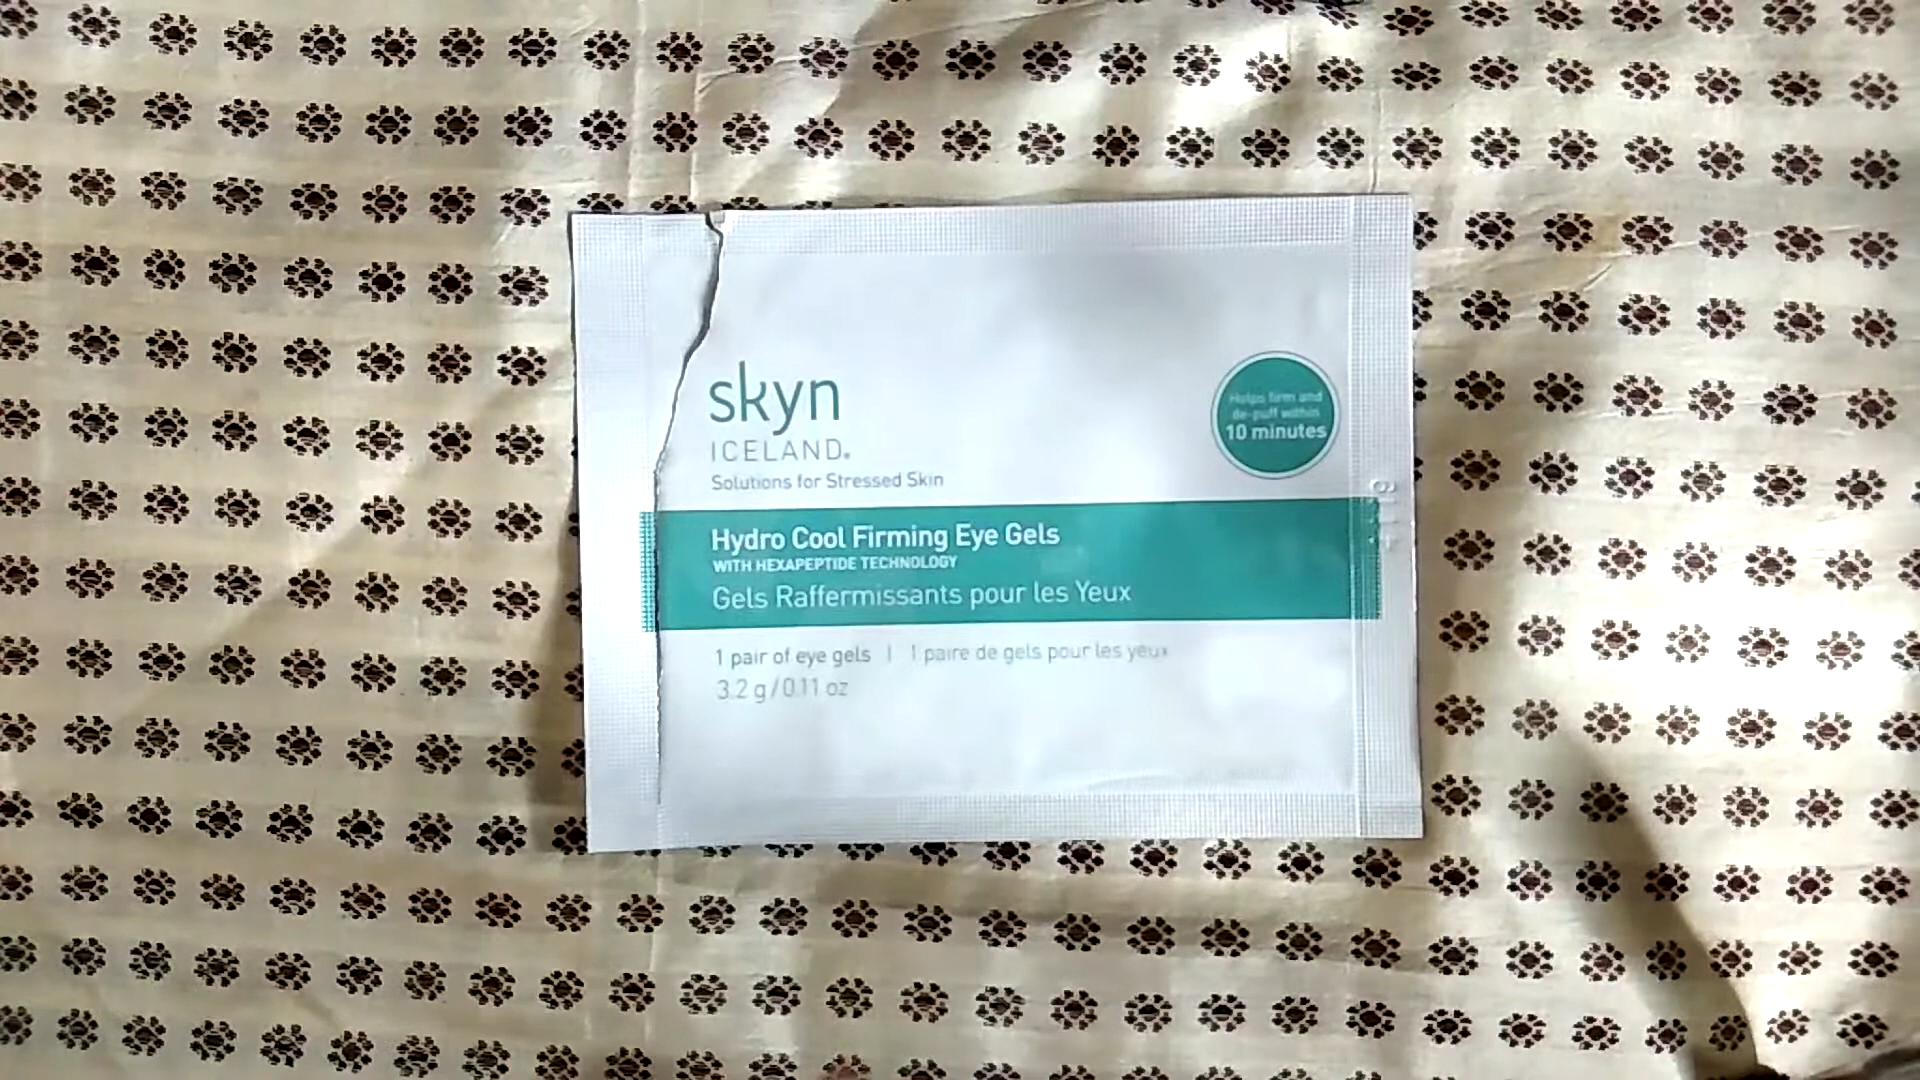 skyn
ICELAND®
Solutions for Stressed Skin
Helps firm and
de-puff within
10 minutes
Hydro Cool Firming Eye Gels
WITH HEXAPEPTIDE TECHNOLOGY
Gels Raffermissants pour les Yeux
1 pair of eye gels | 1 paire de gels pour les yeux
3.2 g/0.11 oz